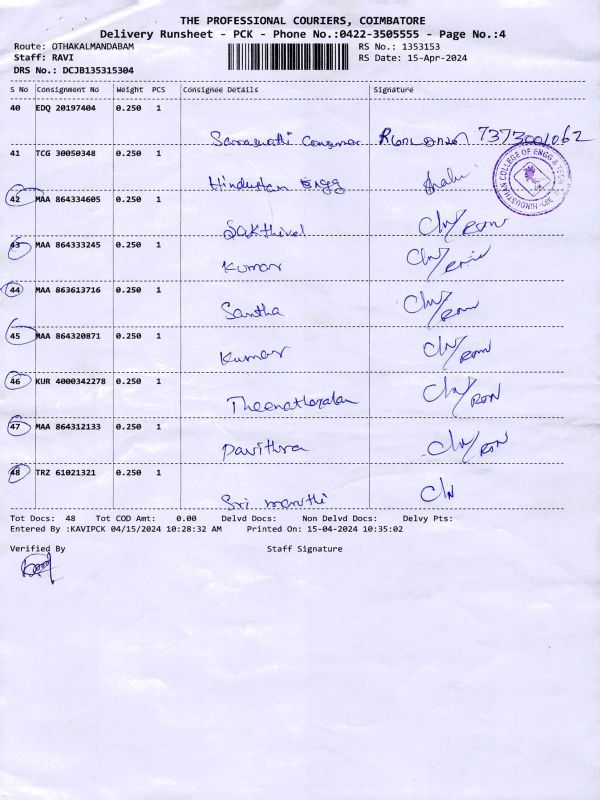 THE PROFESSIONAL COURIERS, COIMBATORE
Delivery Runsheet - PCK - Phone No.:0422-3505555 - Page No.:4
Route: OTHAKALMANDABAM RS No.: 1353153
Staff: RAVI RS Date: 15-Apr-2024
DRS No.: DCJB135315304
S No Consignment No Weight PCS Consignee Details Signature
40 EDQ 20197404 0.250 1
7373001062
41 TCG 30050348 0.250 1
Hindustan Engg
42 MAA 864334605 0.250 1
Sakthivel
43 MAA 864333245 0.250 1
Kumar
44 MAA 863613716 0.250 1
Santha
45 MAA 864320871 0.250 1
Kumar
46 KUR 4000342278 0.250 1
47 MAA 864312133 0.250 1
Pavithra
48 TRZ 61021321 0.250 1
Sri maruthi
Tot Docs: 48 Tot COD Amt: 0.00 Delvd Docs: Non Delvd Docs: Delvy Pts:
Entered By :KAVIPCK 04/15/2024 10:28:32 AM Printed On: 15-04-2024 10:35:02
Verified By Staff Signature